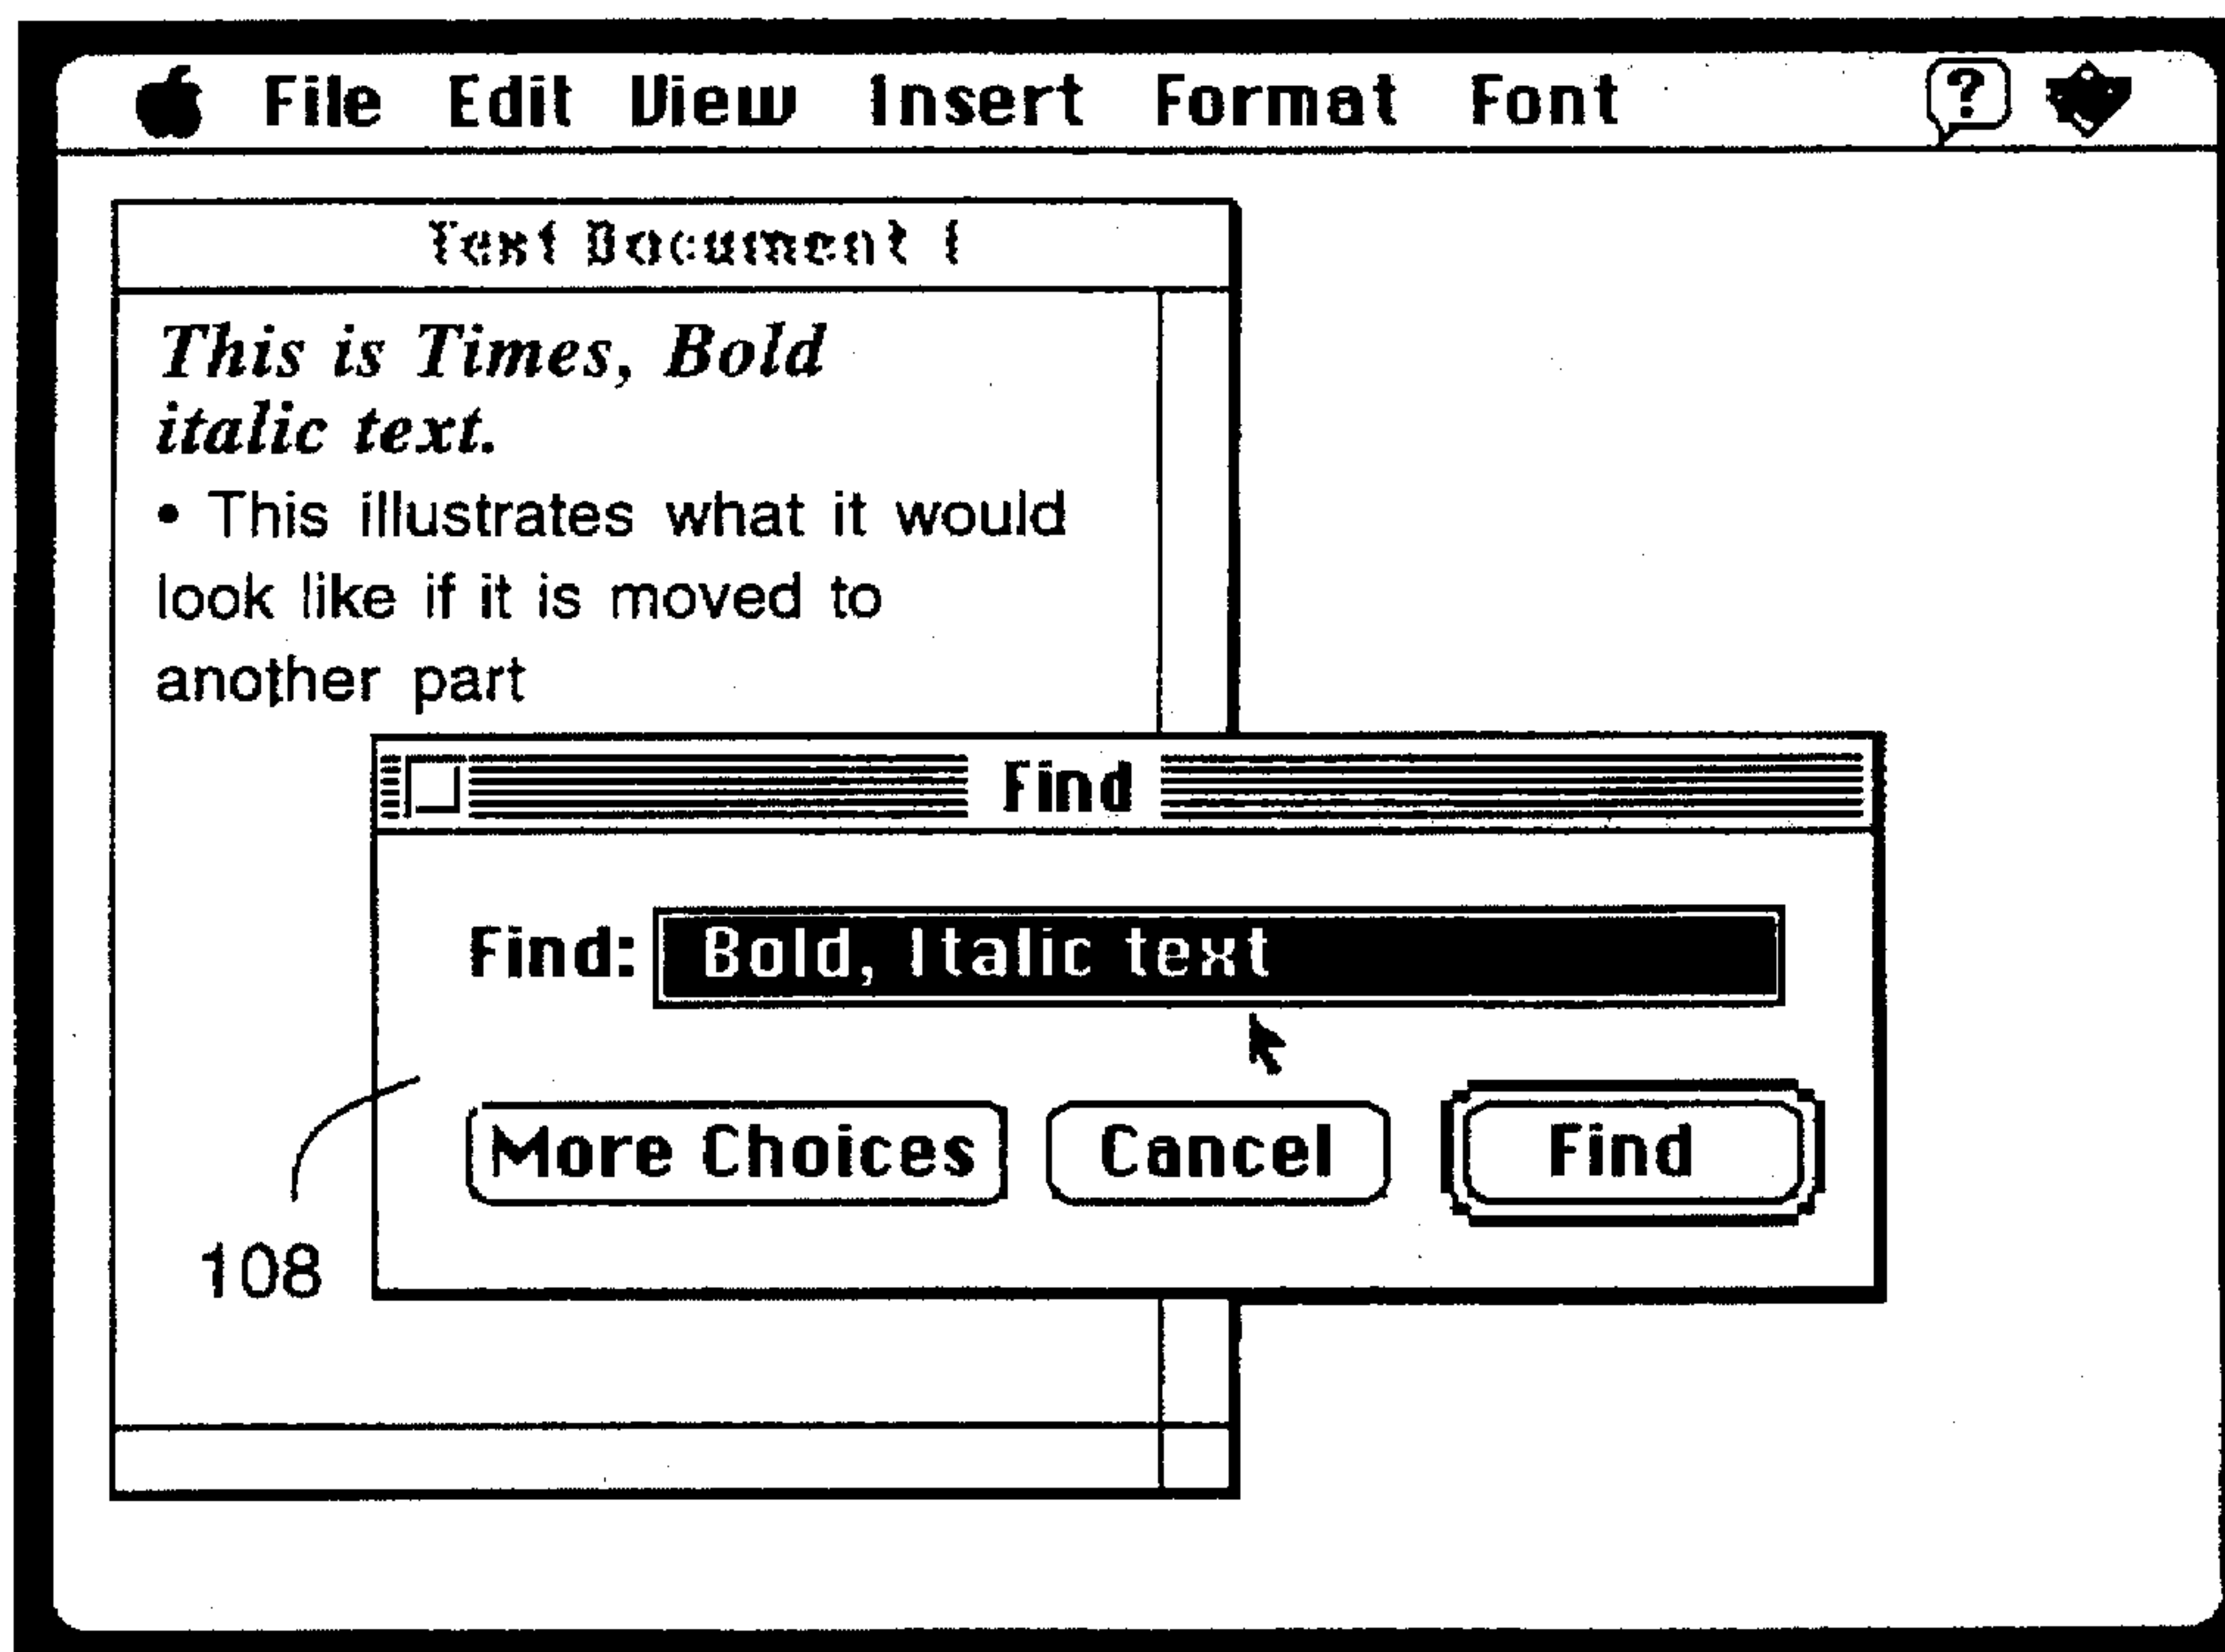 File Edit View Insert Format Font ?
Text Document 1
This is Times, Bold
italic text.
• This illustrates what it would
look like if it is moved to
another part
Find
Find: Bold, Italic text
More Choices Cancel Find
108